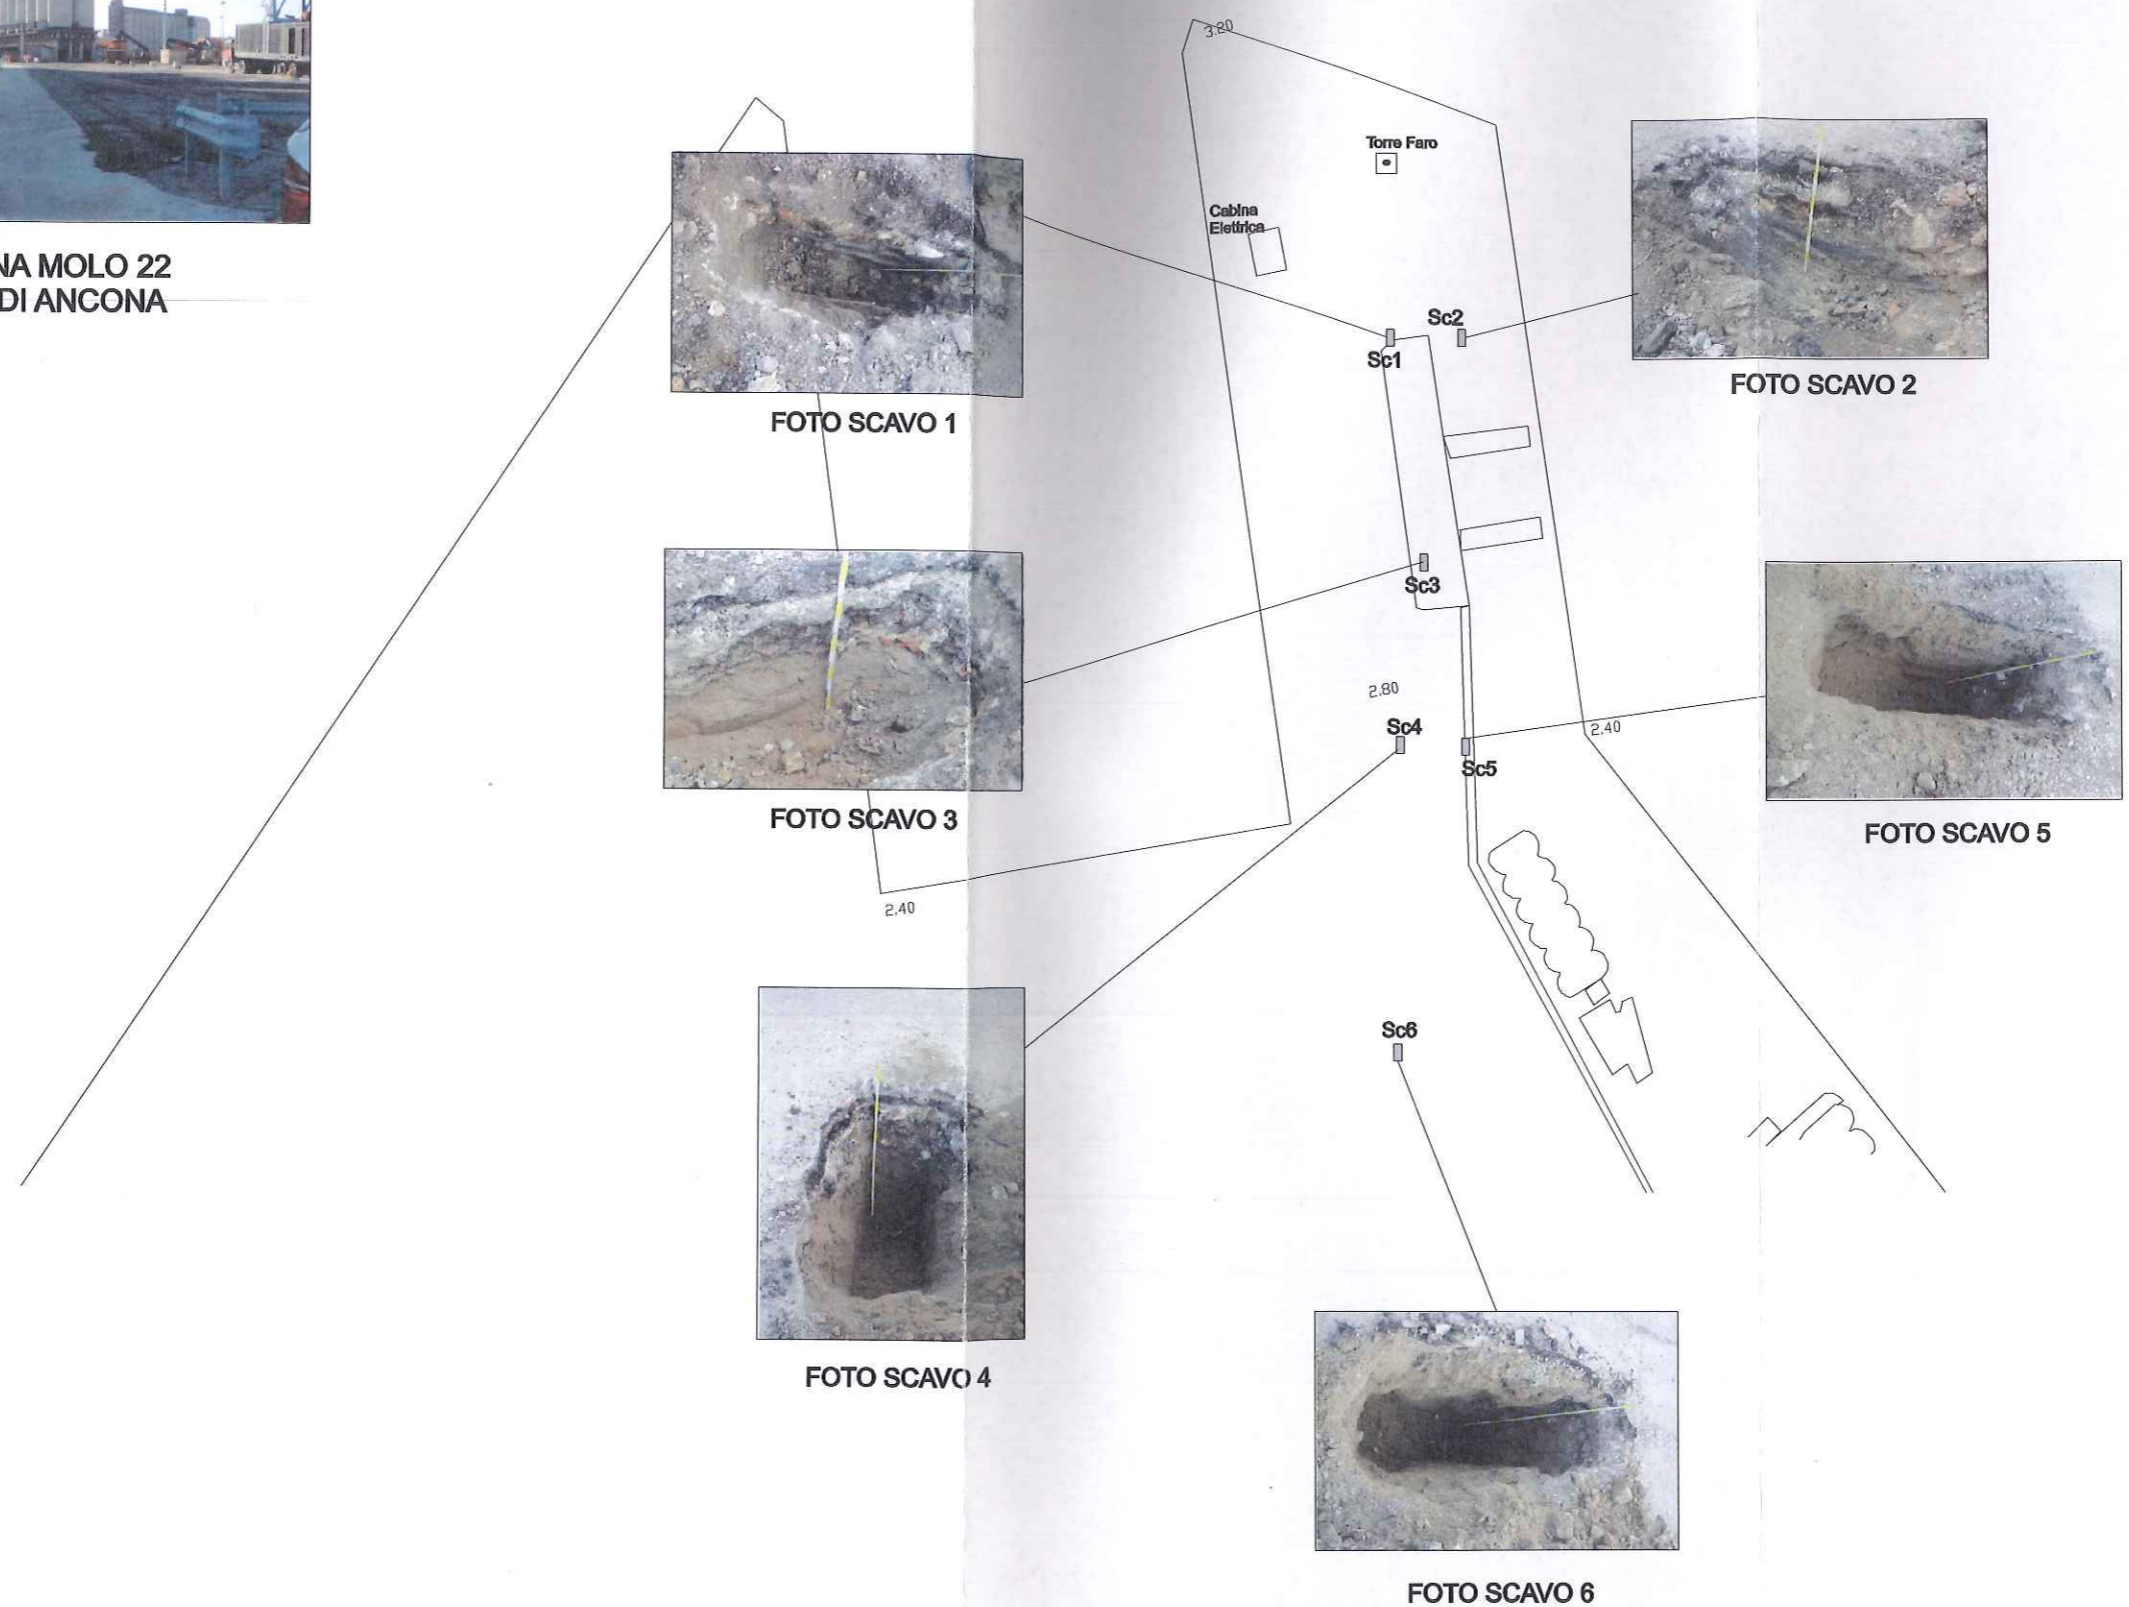 MOLO 22
DI ANCONA
3.20
Torre Faro
Cabina
Elettrica
Sc2
Sc1
FOTO SCAVO 2
FOTO SCAVO 1
Sc3
2.80
Sc4
2.40
Sc5
FOTO SCAVO 3
FOTO SCAVO 5
2.40
Sc6
FOTO SCAVO 4
FOTO SCAVO 6